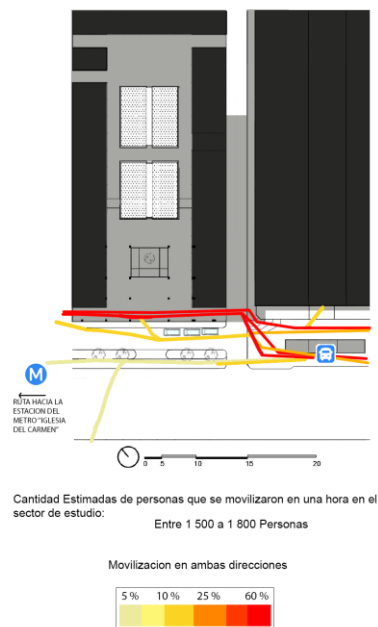 M
RUTA HACIA LA
ESTACION DEL
METRO "IGLESIA
DEL CARMEN"
0 5 10 15 20
Cantidad Estimadas de personas que se movilizaron en una hora en el
sector de estudio:
Entre 1 500 a 1 800 Personas
Movilizacion en ambas direcciones
5 % 10 % 25 % 60 %